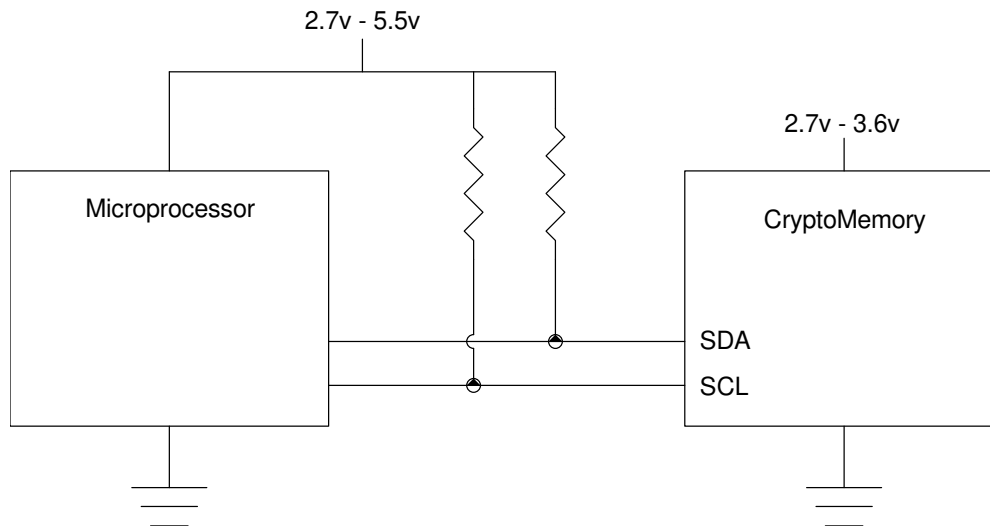 2.7v - 5.5v
2.7v - 3.6v
Microprocessor
CryptoMemory
SDA
SCL